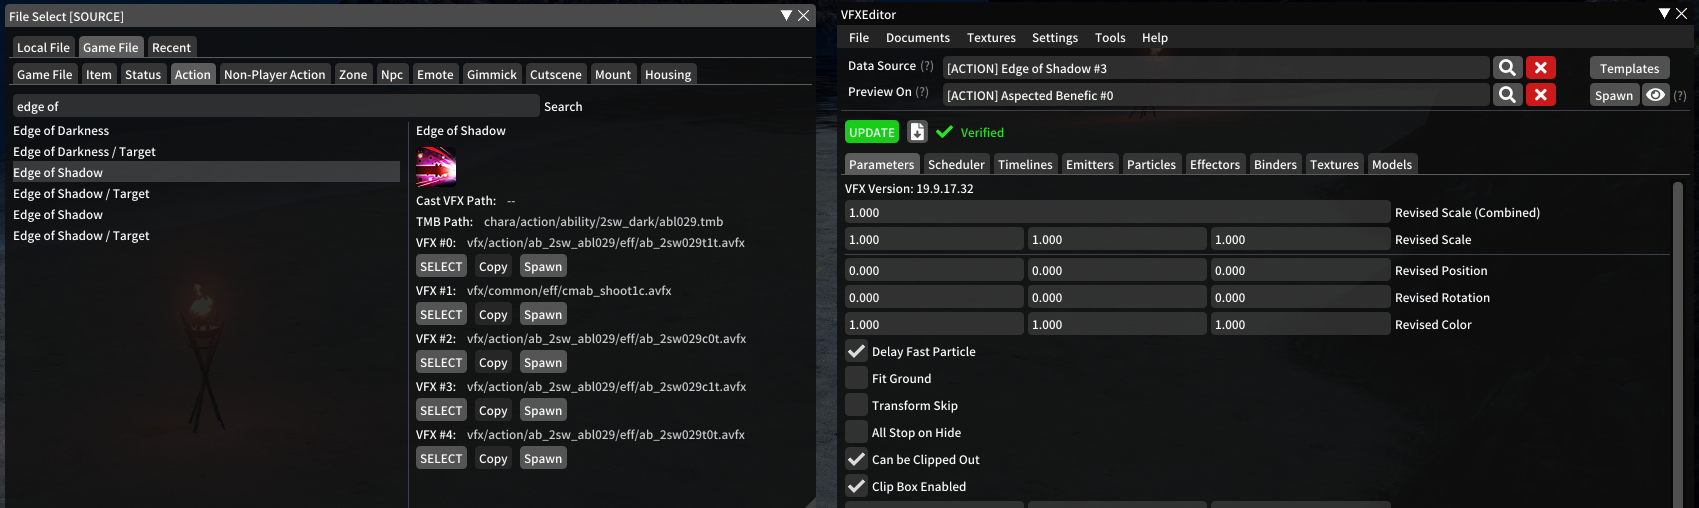 File Select [SOURCE]
Local File Game File Recent
Game File Item Status Action Non-Player Action Zone Npc Emote Gimmick Cutscene Mount Housing
edge of Search
Edge of Darkness
Edge of Darkness / Target
Edge of Shadow
Edge of Shadow / Target
Edge of Shadow
Edge of Shadow / Target
Edge of Shadow
Cast VFX Path: --
TMB Path: chara/action/ability/2sw_dark/abl029.tmb
VFX #0: vfx/action/ab_2sw_abl029/eff/ab_2sw029t1t.avfx
SELECT Copy Spawn
VFX #1: vfx/common/eff/cmab_shoot1c.avfx
SELECT Copy Spawn
VFX #2: vfx/action/ab_2sw_abl029/eff/ab_2sw029c0t.avfx
SELECT Copy Spawn
VFX #3: vfx/action/ab_2sw_abl029/eff/ab_2sw029c1t.avfx
SELECT Copy Spawn
VFX #4: vfx/action/ab_2sw_abl029/eff/ab_2sw029t0t.avfx
SELECT Copy Spawn
VFXEditor
File Documents Textures Settings Tools Help
Data Source (?) [ACTION] Edge of Shadow #3 Templates
Preview On (?) [ACTION] Aspected Benefic #0 Spawn (?)
UPDATE Verified
Parameters Scheduler Timelines Emitters Particles Effectors Binders Textures Models
VFX Version: 19.9.17.32
1.000 Revised Scale (Combined)
1.000 1.000 1.000 Revised Scale
0.000 0.000 0.000 Revised Position
0.000 0.000 0.000 Revised Rotation
1.000 1.000 1.000 Revised Color
Delay Fast Particle
Fit Ground
Transform Skip
All Stop on Hide
Can be Clipped Out
Clip Box Enabled